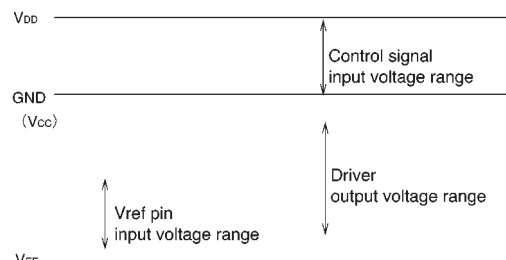 VDD
Control signal
input voltage range
GND
(VCC)
Driver
output voltage range
Vref pin
input voltage range